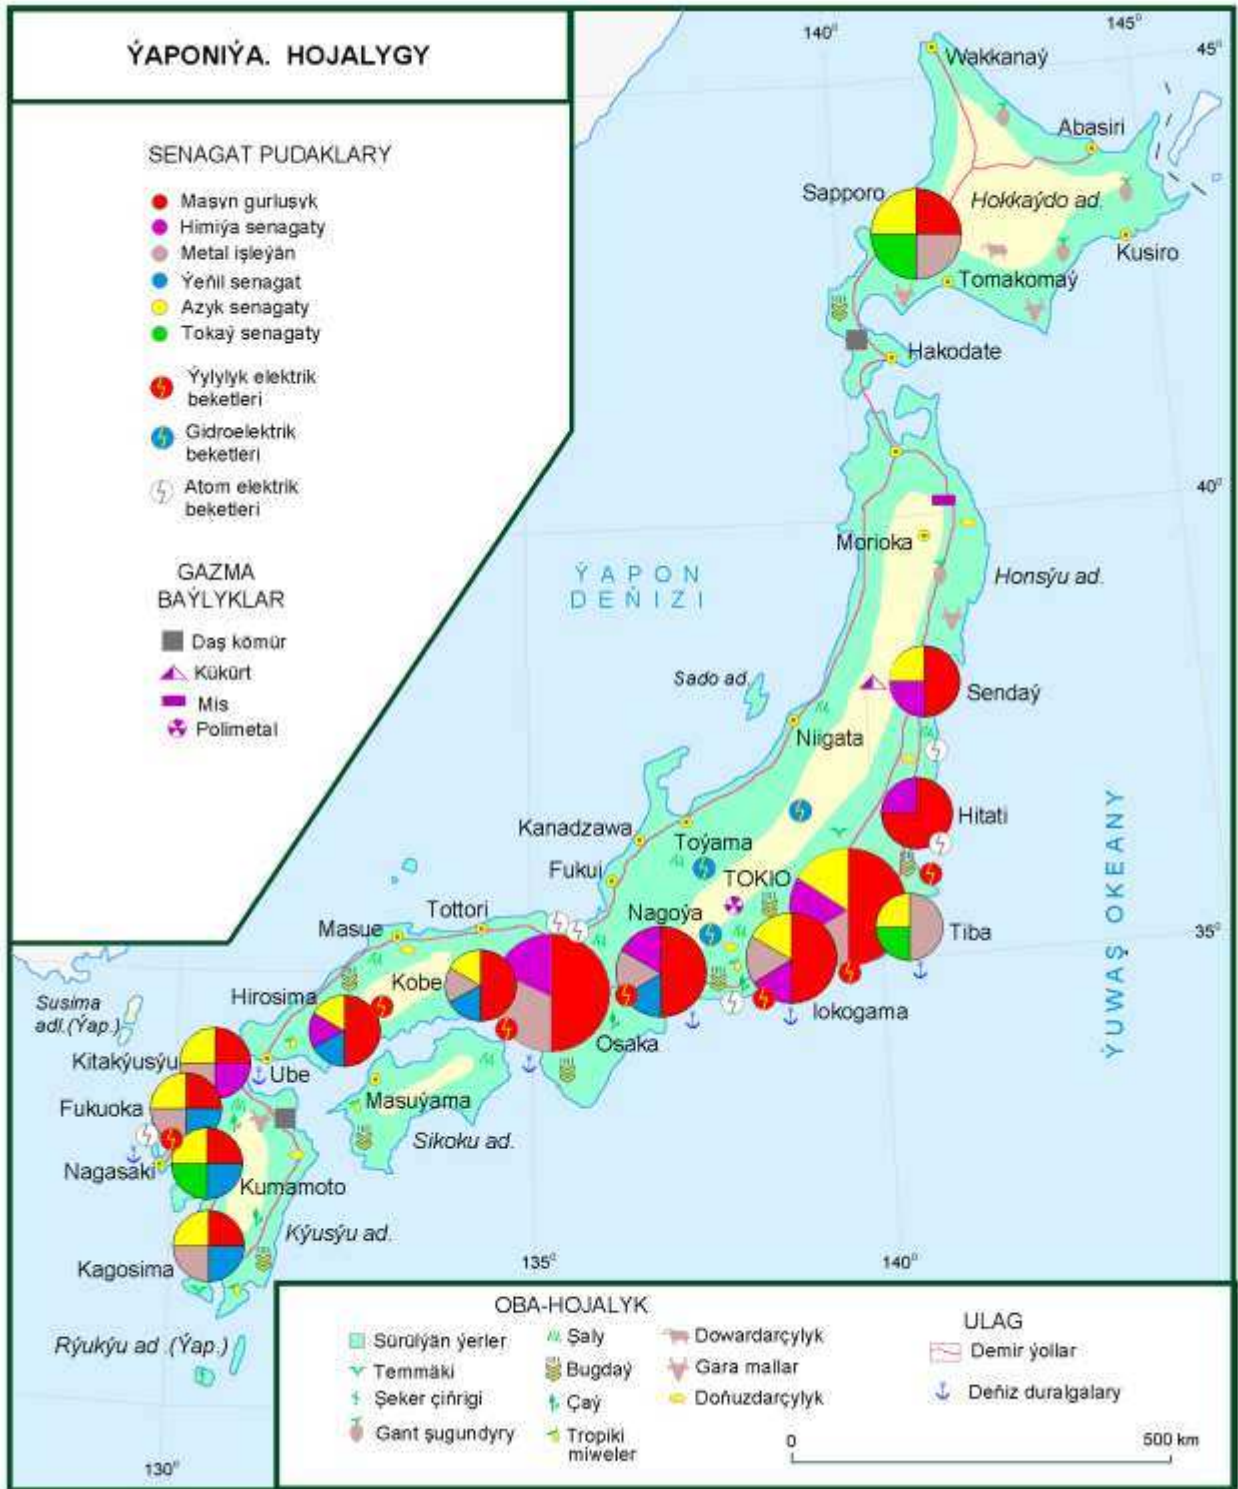 ÝAPONIÝA. HOJALYGY
SENAGAT PUDAKLARY
Maşyn gurluşyk
Himiýa senagaty
Metal işleýän
Ýeňil senagat
Azyk senagaty
Tokaý senagaty
Ýylylyk elektrik
beketleri
Gidroelektrik
beketleri
Atom elektrik
beketleri
GAZMA
BAÝLYKLAR
Daş kömür
Kükürt
Mis
Polimetal
140°
145°
45°
Wakkanaý
Abasiri
Sapporo
Hokkaýdo ad.
Kusiro
Tomakomaý
Hakodate
40°
Morioka
Honsýu ad.
ÝAPON
DEŇIZI
Sado ad.
Sendaý
Niigata
Hitati
Kanadzawa
Toýama
Fukui
TOKIO
ÝUWAŞ OKEANY
Tottori
Nagoýa
Masue
Tiba
35°
Kobe
Susima
adl.(Ýap.)
Hirosima
Iokogama
Osaka
Kitakýusýu
Ube
Fukuoka
Masuýama
Sikoku ad.
Nagasaki
Kumamoto
Kýusýu ad.
Kagosima
135°
140°
Rýukýu ad .(Ýap.)
130°
OBA-HOJALYK
Sürülýän ýerler
Temmäki
Şeker çiňrigi
Gant şugundyry
Şaly
Bugdaý
Çaý
Tropiki
miweler
Dowardarçylyk
Gara mallar
Doňuzdarçylyk
ULAG
Demir ýollar
Deňiz duralgalary
0
500 km